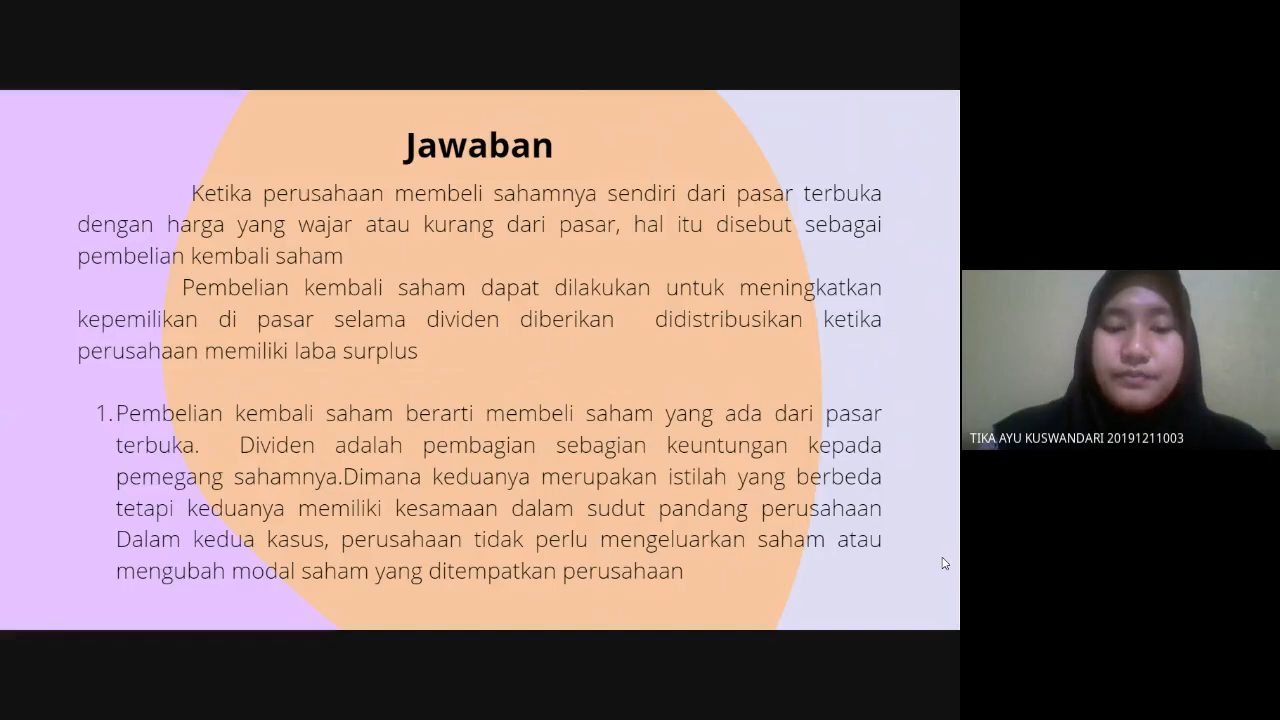 Jawaban
Ketika perusahaan membeli sahamnya sendiri dari pasar terbuka
dengan harga yang wajar atau kurang dari pasar, hal itu disebut sebagai
pembelian kembali saham
Pembelian kembali saham dapat dilakukan untuk meningkatkan
kepemilikan di pasar selama dividen diberikan didistribusikan ketika
perusahaan memiliki laba surplus
1. Pembelian kembali saham berarti membeli saham yang ada dari pasar
terbuka. Dividen adalah pembagian sebagian keuntungan kepada
pemegang sahamnya.Dimana keduanya merupakan istilah yang berbeda
tetapi keduanya memiliki kesamaan dalam sudut pandang perusahaan
Dalam kedua kasus, perusahaan tidak perlu mengeluarkan saham atau
mengubah modal saham yang ditempatkan perusahaan
TIKA AYU KUSWANDARI 20191211003